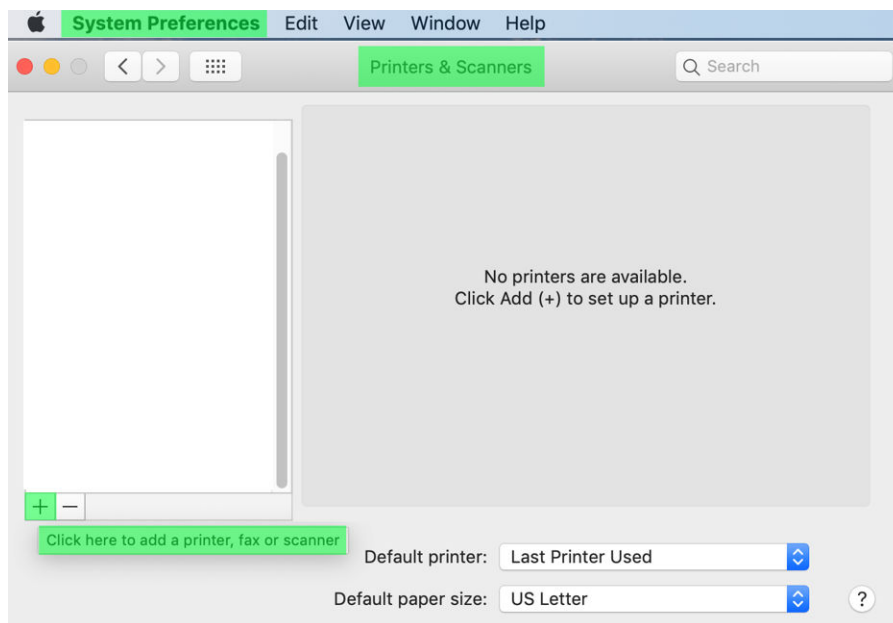 System Preferences Edit View Window Help
Printers & Scanners
Search
No printers are available.
Click Add (+) to set up a printer.
+ −
Click here to add a printer, fax or scanner
Default printer: Last Printer Used
Default paper size: US Letter
?